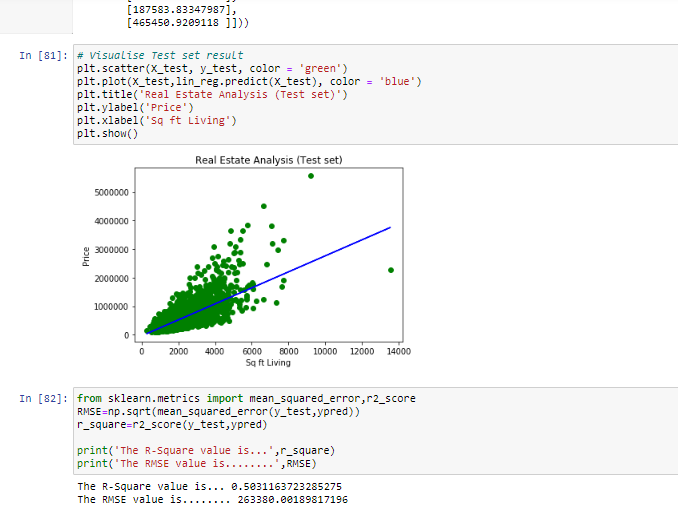 [187583.83347987],
[465450.9209118 ]]))
In [81]: # Visualise Test set result
plt.scatter(X_test, y_test, color = 'green')
plt.plot(X_test,lin_reg.predict(X_test), color = 'blue')
plt.title('Real Estate Analysis (Test set)')
plt.ylabel('Price')
plt.xlabel('Sq ft Living')
plt.show()
Real Estate Analysis (Test set)
5000000
4000000
3000000
2000000
1000000
0
Price
0 2000 4000 6000 8000 10000 12000 14000
Sq ft Living
In [82]: from sklearn.metrics import mean_squared_error,r2_score
RMSE=np.sqrt(mean_squared_error(y_test,ypred))
r_square=r2_score(y_test,ypred)
print('The R-Square value is...',r_square)
print('The RMSE value is........',RMSE)
The R-Square value is... 0.5031163723285275
The RMSE value is........ 263380.00189817196